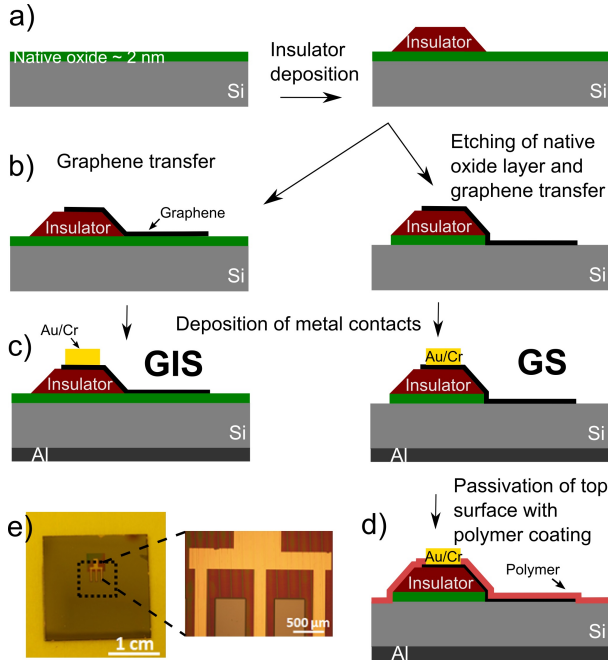 a)
Native oxide ~ 2 nm
Si
Insulator
deposition
Insulator
Si
b)
Graphene transfer
Etching of native
oxide layer and
graphene transfer
Graphene
Insulator
Si
Insulator
Si
Deposition of metal contacts
c)
Au/Cr
GIS
Insulator
Si
Al
Au/Cr
GS
Insulator
Si
Al
Passivation of top
surface with
polymer coating
e)
1 cm
500 µm
d)
Au/Cr
Polymer
Insulator
Si
Al